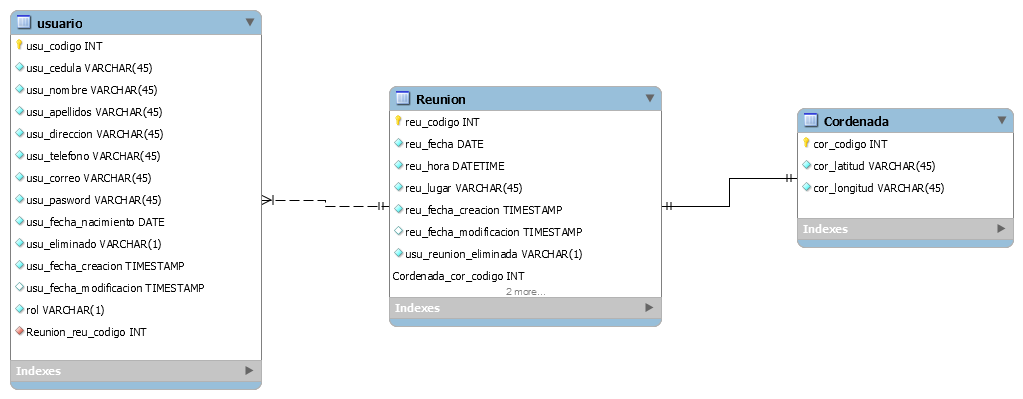 usuario
usu_codigo INT
usu_cedula VARCHAR(45)
usu_nombre VARCHAR(45)
usu_apellidos VARCHAR(45)
usu_direccion VARCHAR(45)
usu_telefono VARCHAR(45)
usu_correo VARCHAR(45)
usu_pasword VARCHAR(45)
usu_fecha_nacimiento DATE
usu_eliminado VARCHAR(1)
usu_fecha_creacion TIMESTAMP
usu_fecha_modificacion TIMESTAMP
rol VARCHAR(1)
Reunion_reu_codigo INT
Indexes
Reunion
reu_codigo INT
reu_fecha DATE
reu_hora DATETIME
reu_lugar VARCHAR(45)
reu_fecha_creacion TIMESTAMP
reu_fecha_modificacion TIMESTAMP
usu_reunion_eliminada VARCHAR(1)
Cordenada_cor_codigo INT
2 more...
Indexes
Cordenada
cor_codigo INT
cor_latitud VARCHAR(45)
cor_longitud VARCHAR(45)
Indexes